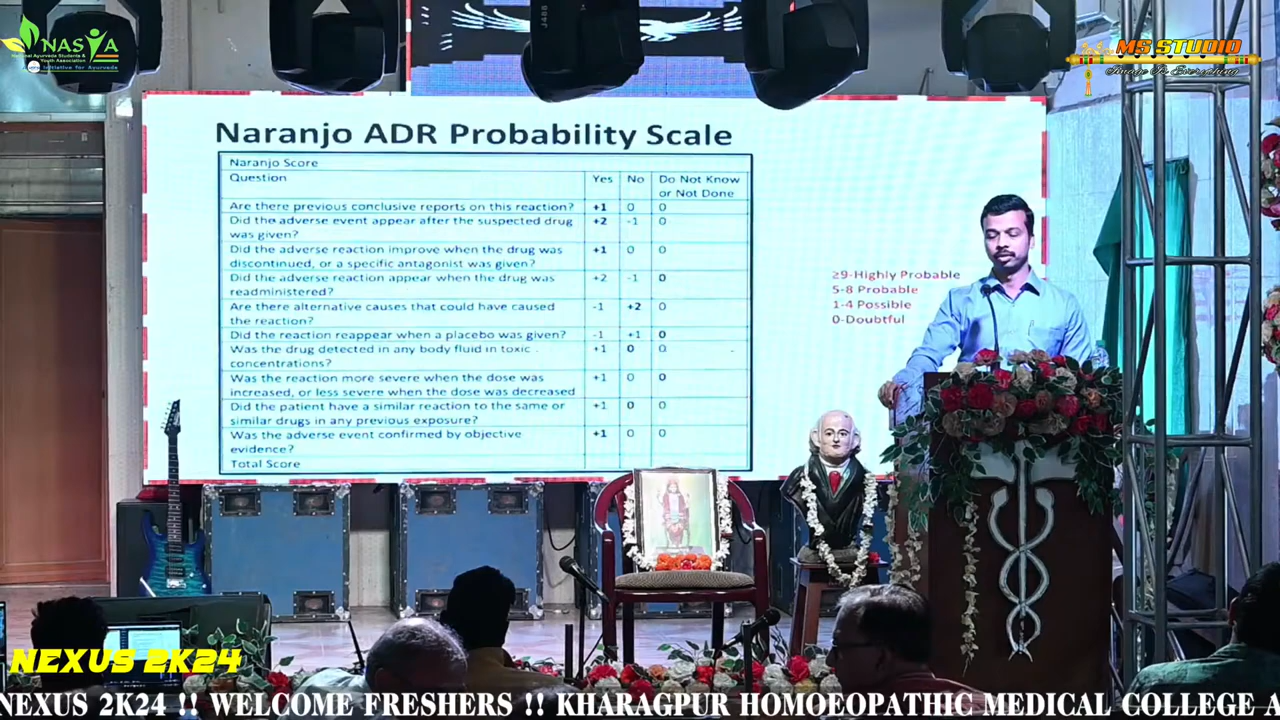 NASYA
National Ayurveda Students &
Youth Association
MS STUDIO
Image Is Everything
Naranjo ADR Probability Scale
Naranjo Score
Question Yes No Do Not Know
or Not Done
Are there previous conclusive reports on this reaction? +1 0 0
Did the adverse event appear after the suspected drug +2 -1 0
was given?
Did the adverse reaction improve when the drug was +1 0 0
discontinued, or a specific antagonist was given?
Did the adverse reaction appear when the drug was +2 -1 0
readministered?
Are there alternative causes that could have caused -1 +2 0
the reaction?
Did the reaction reappear when a placebo was given? -1 +1 0
Was the drug detected in any body fluid in toxic +1 0 0
concentrations?
Was the reaction more severe when the dose was +1 0 0
increased, or less severe when the dose was decreased
Did the patient have a similar reaction to the same or +1 0 0
similar drugs in any previous exposure?
Was the adverse event confirmed by objective +1 0 0
evidence?
Total Score
≥9-Highly Probable
5-8 Probable
1-4 Possible
0-Doubtful
NEXUS 2K24
NEXUS 2K24 !! WELCOME FRESHERS !! KHARAGPUR HOMOEOPATHIC MEDICAL COLLEGE A